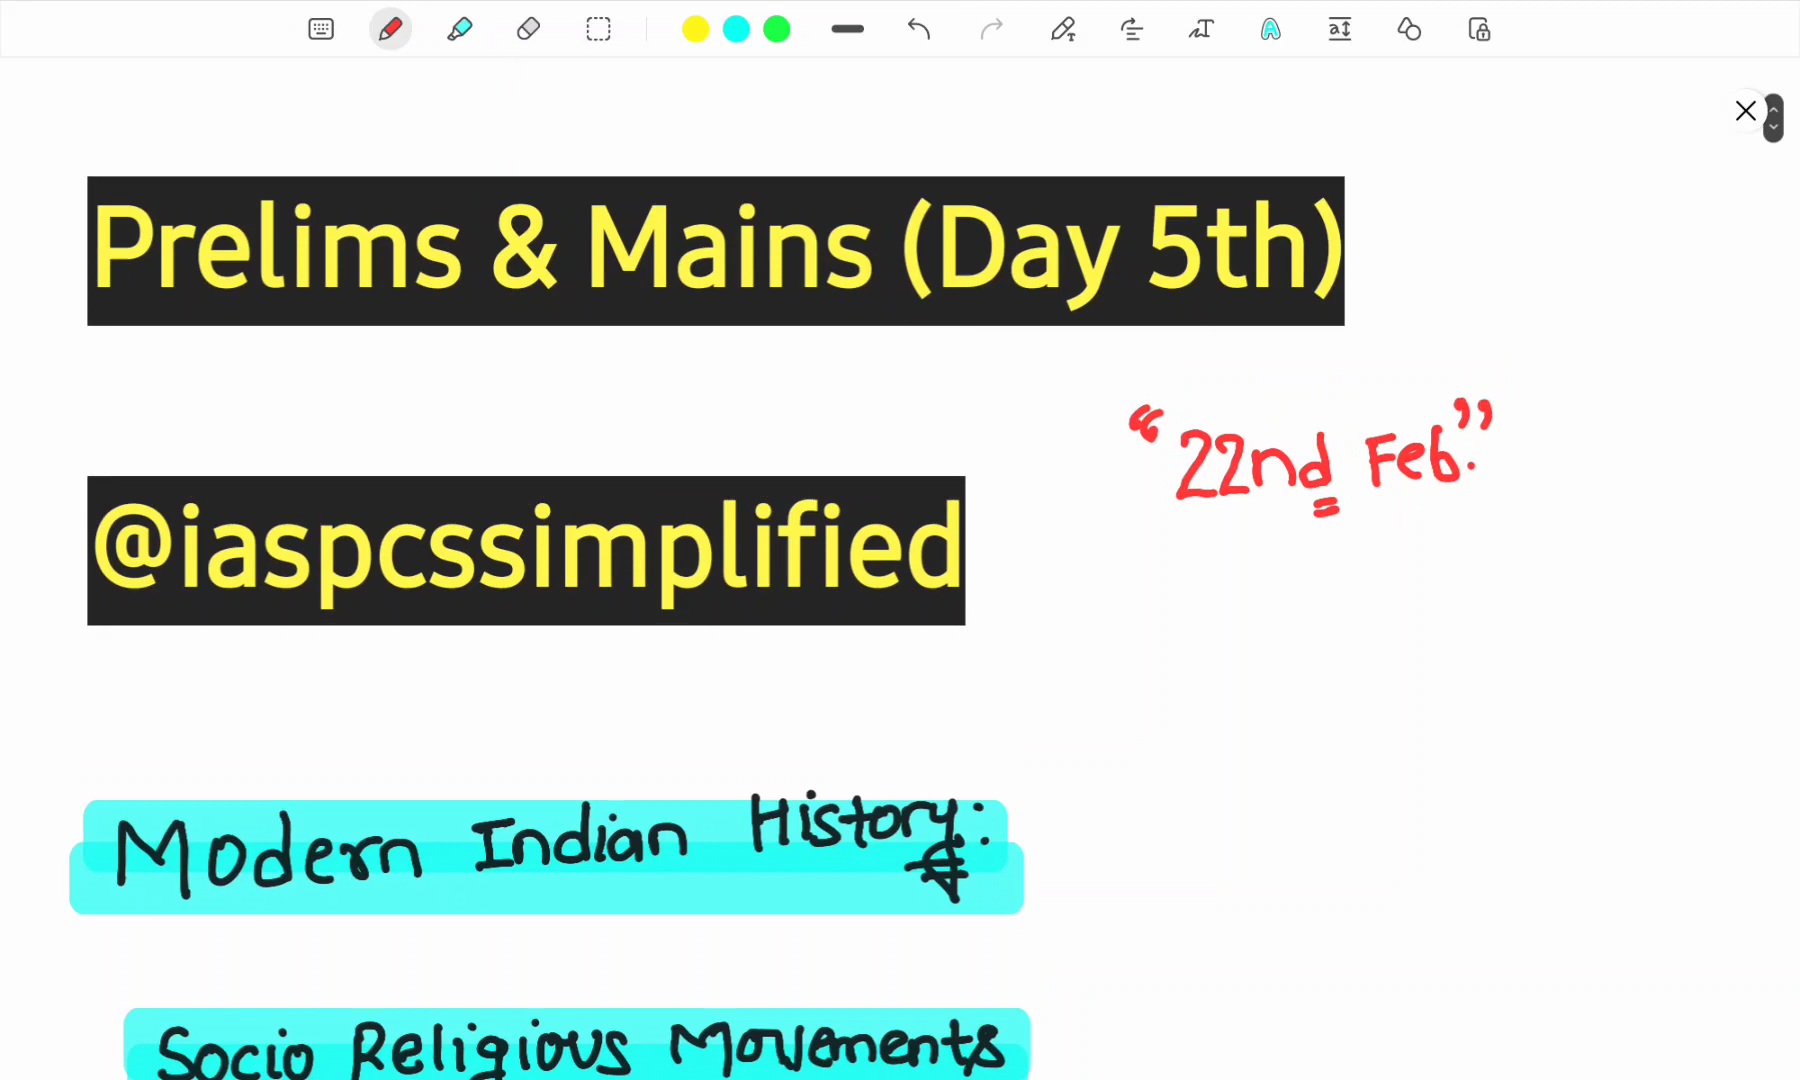 Prelims & Mains (Day 5th)
“22nd Feb.”
@iaspcssimplified
Modern Indian History:
Socio Religious Movements